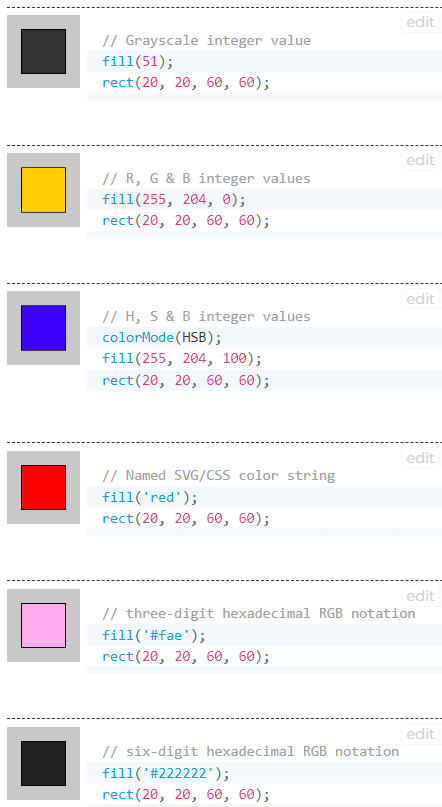 edit
// Grayscale integer value
fill(51);
rect(20, 20, 60, 60);
edit
// R, G & B integer values
fill(255, 204, 0);
rect(20, 20, 60, 60);
edit
// H, S & B integer values
colorMode(HSB);
fill(255, 204, 100);
rect(20, 20, 60, 60);
edit
// Named SVG/CSS color string
fill('red');
rect(20, 20, 60, 60);
edit
// three-digit hexadecimal RGB notation
fill('#fae');
rect(20, 20, 60, 60);
edit
// six-digit hexadecimal RGB notation
fill('#222222');
rect(20, 20, 60, 60);